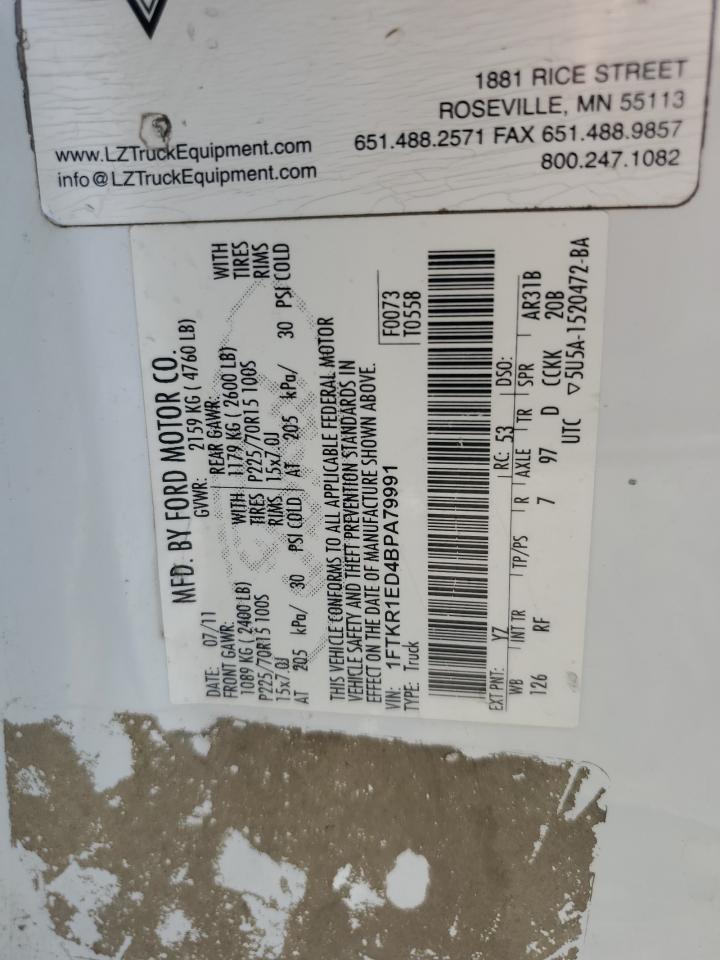 1881 RICE STREET
ROSEVILLE, MN 55113
651.488.2571 FAX 651.488.9857
800.247.1082
www.LZTruckEquipment.com
info@LZTruckEquipment.com
MFD. BY FORD MOTOR CO.
DATE: 07/11 GVWR: 2159 KG ( 4760 LB)
FRONT GAWR: REAR GAWR: WITH
1089 KG ( 2400 LB) WITH 1179 KG ( 2600 LB) TIRES
P225/70R15 100S TIRES P225/70R15 100S RIMS
15x7.0J RIMS 15x7.0J
AT 205 kPa/ 30 PSI COLD AT 205 kPa/ 30 PSI COLD
THIS VEHICLE CONFORMS TO ALL APPLICABLE FEDERAL MOTOR
VEHICLE SAFETY AND THEFT PREVENTION STANDARDS IN
EFFECT ON THE DATE OF MANUFACTURE SHOWN ABOVE.
VIN: 1FTKR1ED4BPA79991 F0073
TYPE: Truck T0558
EXT PNT: YZ RC: 53 DSO:
WB INT TR TP/PS R AXLE TR SPR AR31B
126 RF 7 97 D CCKK 20B
UTC ▽5U5A-1520472-BA